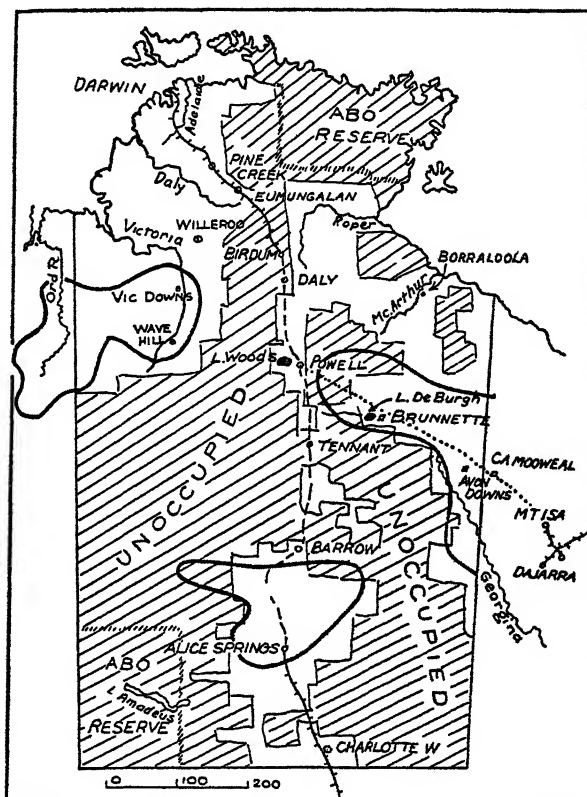 DARWIN
Adelaide
ABO
RESERVE
PINE
CREEK
EUMUNGALAN
Daly
Roper
Victoria
WILLEROO
BIRDUM
BORRALOOLA
Ord R.
DALY
McArthur
VIC DOWNS
WAVE
HILL
L. Woods
POWELL
L. De Burgh
BRUNNETTE
TENNANT
CAMOOWEAL
AVON
DOWNS
UNOCCUPIED
UNOCCUPIED
MT ISA
DAJARRA
BARROW
Georgina
ALICE SPRINGS
ABO
L Amadeus
RESERVE
CHARLOTTE W
0 100 200